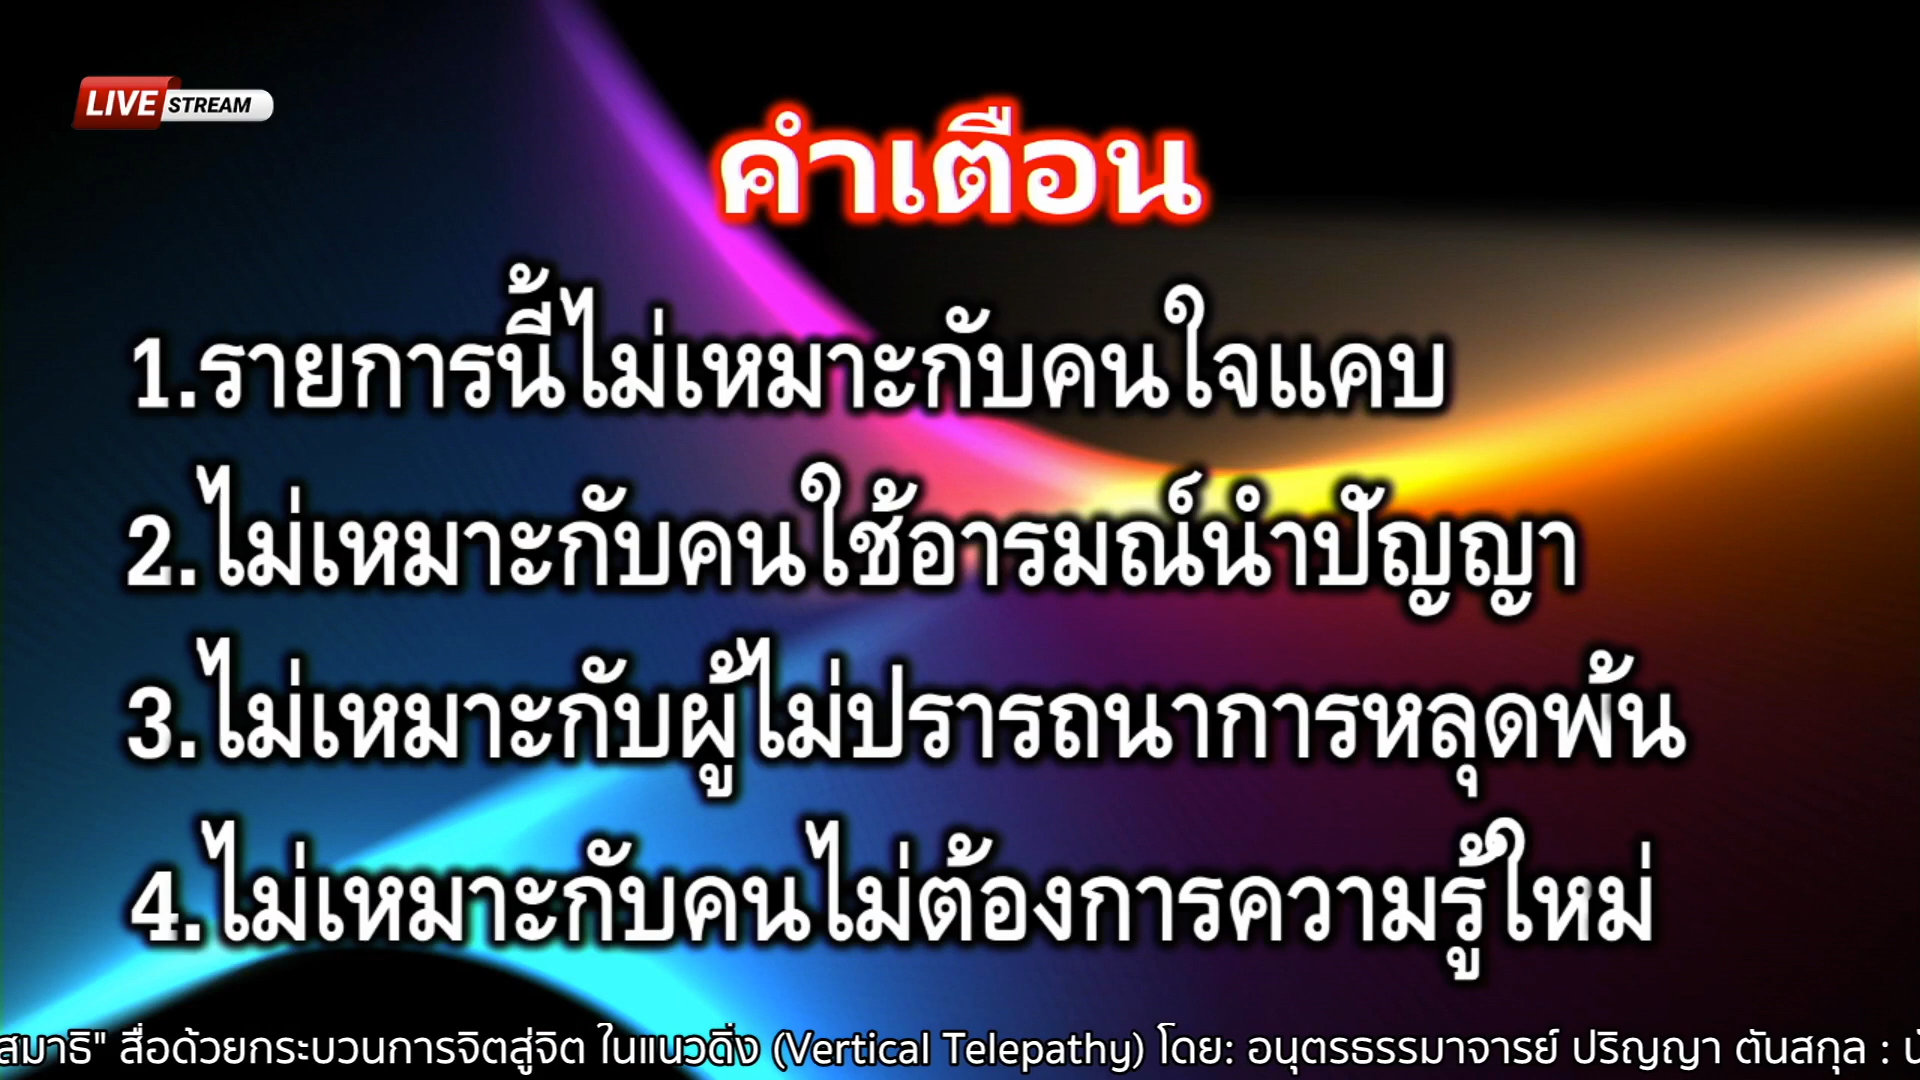 LIVE STREAM
คำเตือน
1.รายการนี้ไม่เหมาะกับคนใจแคบ
2.ไม่เหมาะกับคนใช้อารมณ์นำปัญญา
3.ไม่เหมาะกับผู้ไม่ปรารถนาการหลุดพ้น
4.ไม่เหมาะกับคนไม่ต้องการความรู้ใหม่
สมาธิ" สื่อด้วยกระบวนการจิตสู่จิต ในแนวดิ่ง (Vertical Telepathy) โดย: อนุตรธรรมาจารย์ ปริญญา ตันสกุล :